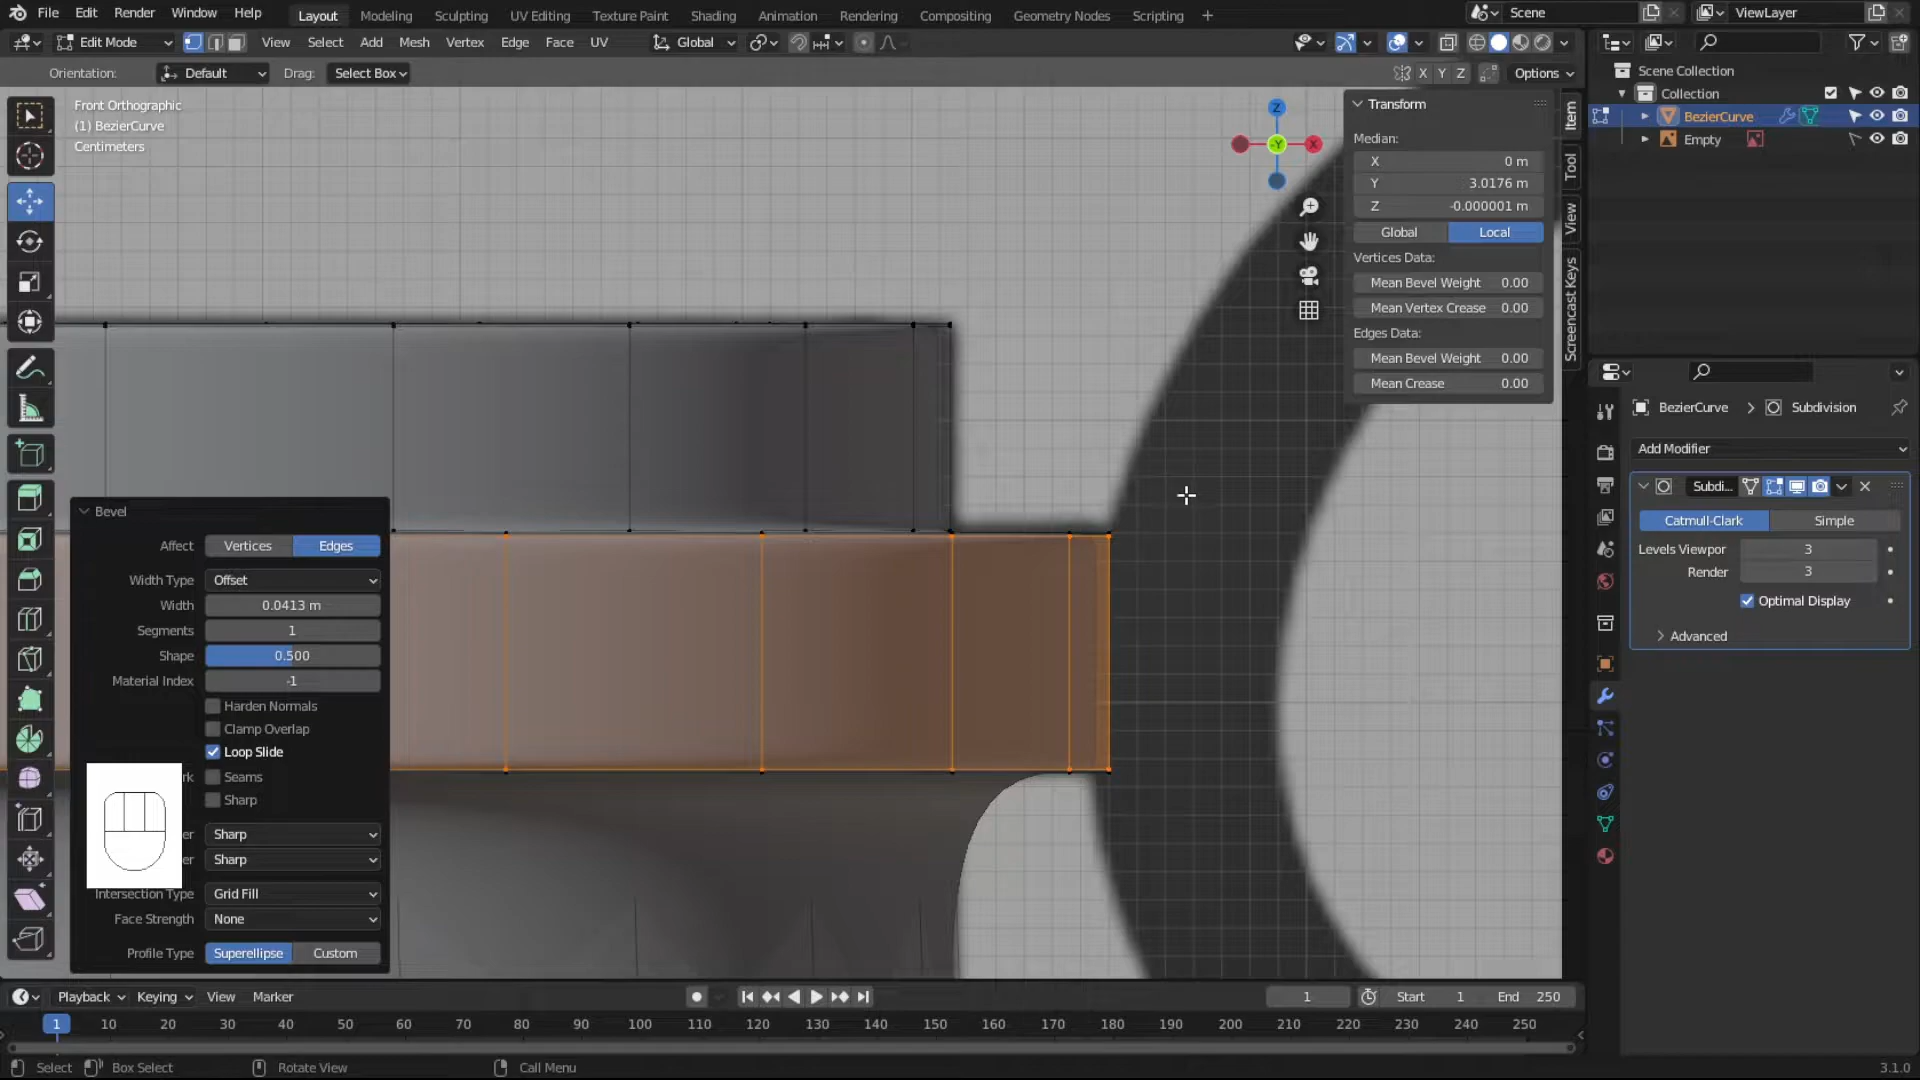 File Edit Render Window Help Layout Modeling Sculpting UV Editing Texture Paint Shading Animation Rendering Compositing Geometry Nodes Scripting + Scene ViewLayer
Edit Mode View Select Add Mesh Vertex Edge Face UV Global
Orientation: Default Drag: Select Box X Y Z Options
Front Orthographic
(1) BezierCurve
Centimeters
Z
-Y
X
Transform
Median:
X 0 m
Y 3.0176 m
Z -0.000001 m
Global Local
Vertices Data:
Mean Bevel Weight 0.00
Mean Vertex Crease 0.00
Edges Data:
Mean Bevel Weight 0.00
Mean Crease 0.00
Item
Tool
View
Screencast Keys
Scene Collection
Collection
BezierCurve
Empty
BezierCurve > Subdivision
Add Modifier
Subdi...
Catmull-Clark Simple
Levels Viewpor 3
Render 3
Optimal Display
Advanced
Bevel
Affect Vertices Edges
Width Type Offset
Width 0.0413 m
Segments 1
Shape 0.500
Material Index -1
Harden Normals
Clamp Overlap
Loop Slide
rk Seams
Sharp
er Sharp
er Sharp
Intersection Type Grid Fill
Face Strength None
Profile Type Superellipse Custom
Playback Keying View Marker 1 Start 1 End 250
1 10 20 30 40 50 60 70 80 90 100 110 120 130 140 150 160 170 180 190 200 210 220 230 240 250
Select Box Select Rotate View Call Menu 3.1.0